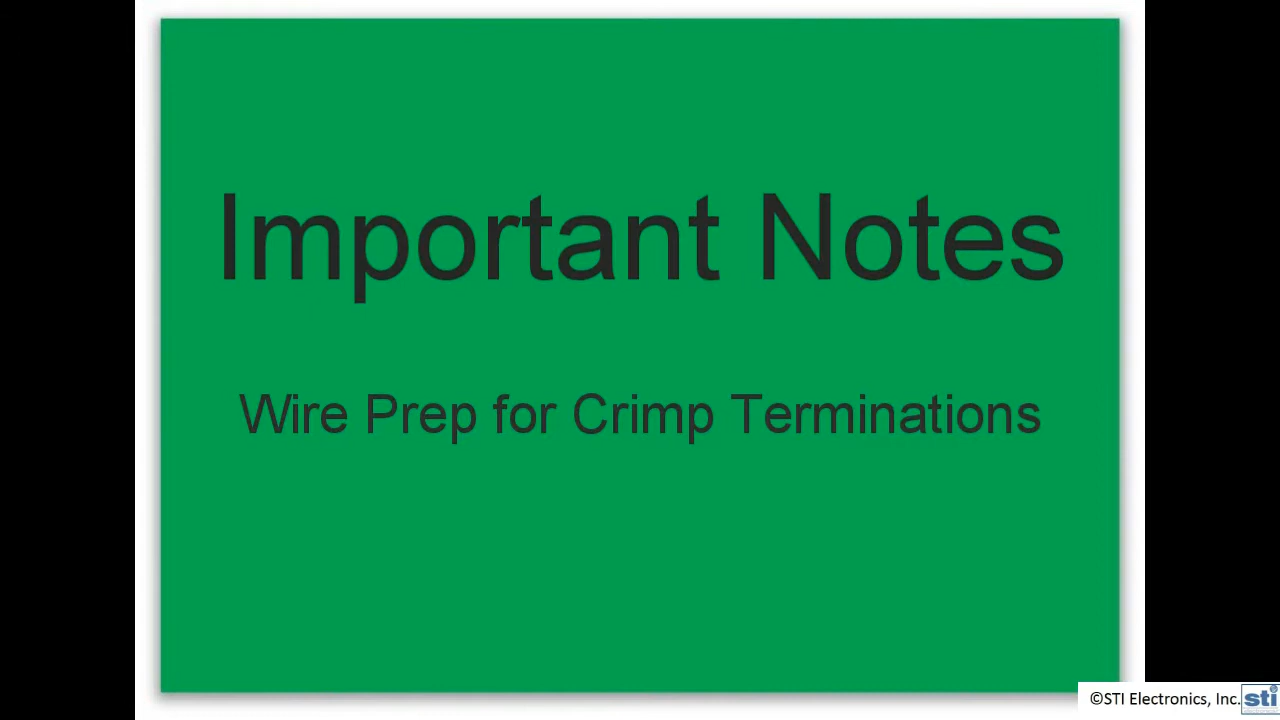 Important Notes
Wire Prep for Crimp Terminations
©STI Electronics, Inc. sti